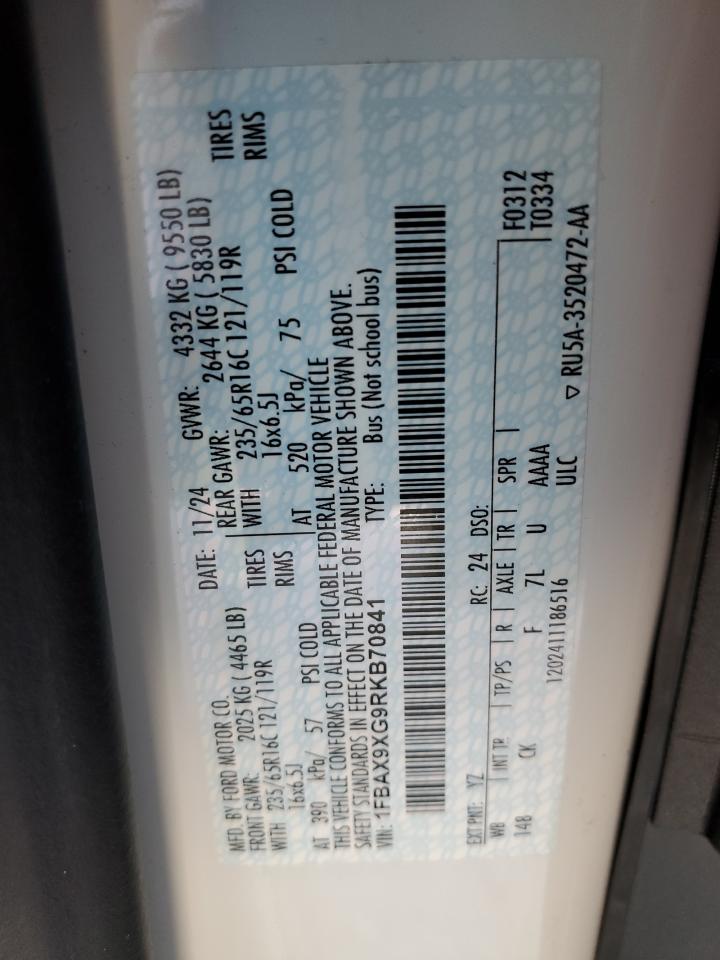 MFD. BY FORD MOTOR CO. DATE: 11/24 GVWR: 4332 KG ( 9550 LB)
FRONT GAWR: 2025 KG ( 4465 LB) REAR GAWR: 2644 KG ( 5830 LB)
WITH 235/65R16C 121/119R TIRES WITH 235/65R16C 121/119R TIRES
16x6.5J RIMS 16x6.5J RIMS
AT 390 kPa/ 57 PSI COLD AT 520 kPa/ 75 PSI COLD
THIS VEHICLE CONFORMS TO ALL APPLICABLE FEDERAL MOTOR VEHICLE
SAFETY STANDARDS IN EFFECT ON THE DATE OF MANUFACTURE SHOWN ABOVE.
VIN: 1FBAX9XG9RKB70841 TYPE: Bus (Not school bus)
EXT PNT: YZ RC: 24 DSO:
WB INT TR TP/PS R AXLE TR SPR F0312
148 CK F 7L U AAAA T0334
1202411186516 ULC
▽ RU5A-3520472-AA